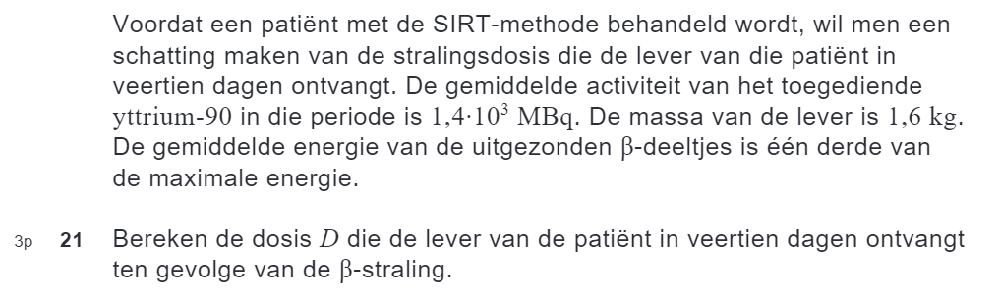 Voordat een patiënt met de SIRT-methode behandeld wordt, wil men een
schatting maken van de stralingsdosis die de lever van die patiënt in
veertien dagen ontvangt. De gemiddelde activiteit van het toegediende
yttrium-90 in die periode is 1,4·10³ MBq. De massa van de lever is 1,6 kg.
De gemiddelde energie van de uitgezonden β-deeltjes is één derde van
de maximale energie.
3p 21 Bereken de dosis D die de lever van de patiënt in veertien dagen ontvangt
ten gevolge van de β-straling.